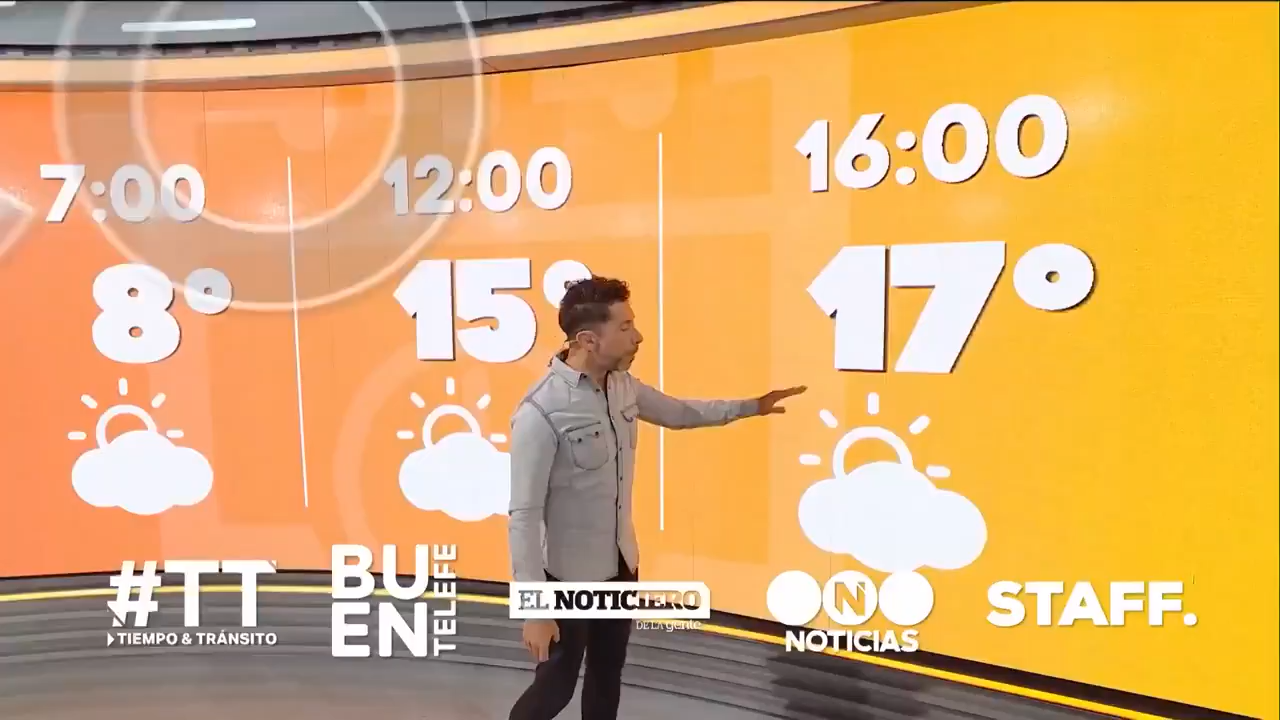 7:00
12:00
16:00
8°
15°
17°
#TT
TIEMPO & TRÁNSITO
BUEN
TELEFE
EL NOTICIERO
DE LA gente
NOTICIAS
STAFF.